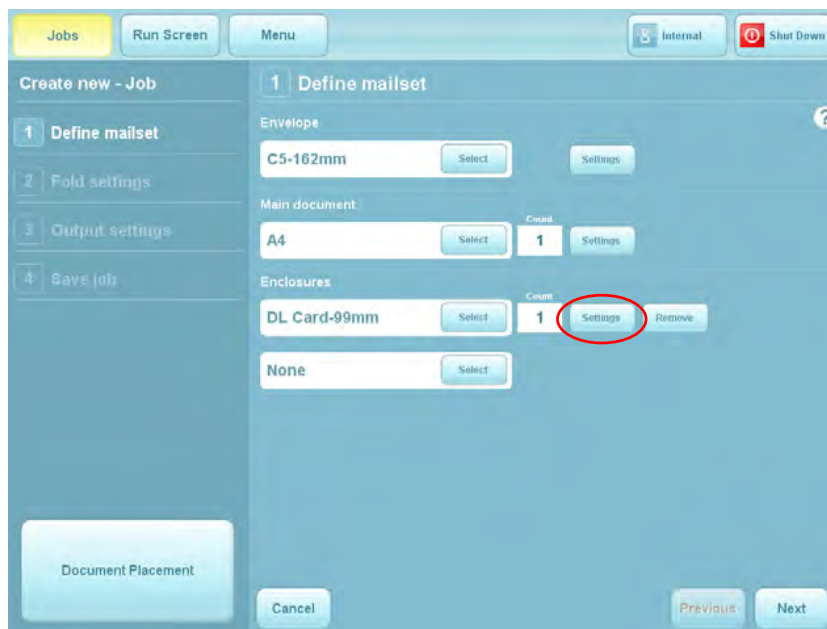 Jobs Run Screen Menu Internal Shut Down
Create new - Job
1 Define mailset
2 Fold settings
3 Output settings
4 Save job
Document Placement
1 Define mailset
?
Envelope
C5-162mm Select Settings
Main document
Count
A4 Select 1 Settings
Enclosures
Count
DL Card-99mm Select 1 Settings Remove
None Select
Cancel Previous Next